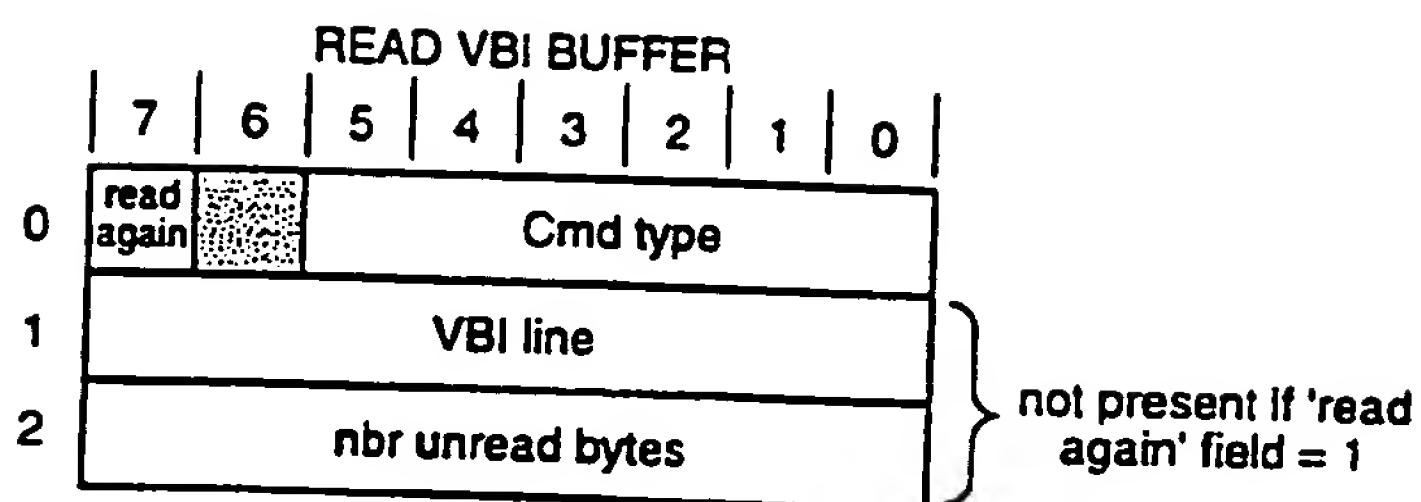 READ VBI BUFFER
7 6 5 4 3 2 1 0
0 read again Cmd type
1 VBI line
2 nbr unread bytes
not present if 'read
again' field = 1